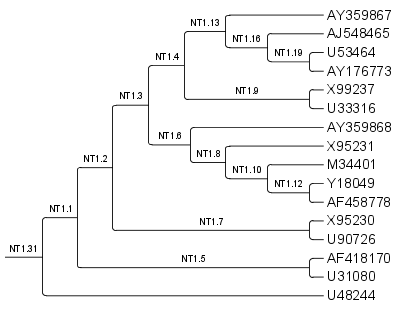 AY359867
NT1.13
AJ548465
NT1.16
U53464
NT1.19
NT1.4
AY176773
X99237
NT1.9
U33316
NT1.3
AY359868
NT1.6
X95231
NT1.8
M34401
NT1.2
NT1.10
Y18049
NT1.12
AF458778
NT1.1
X95230
NT1.7
U90726
NT1.31
AF418170
NT1.5
U31080
U48244